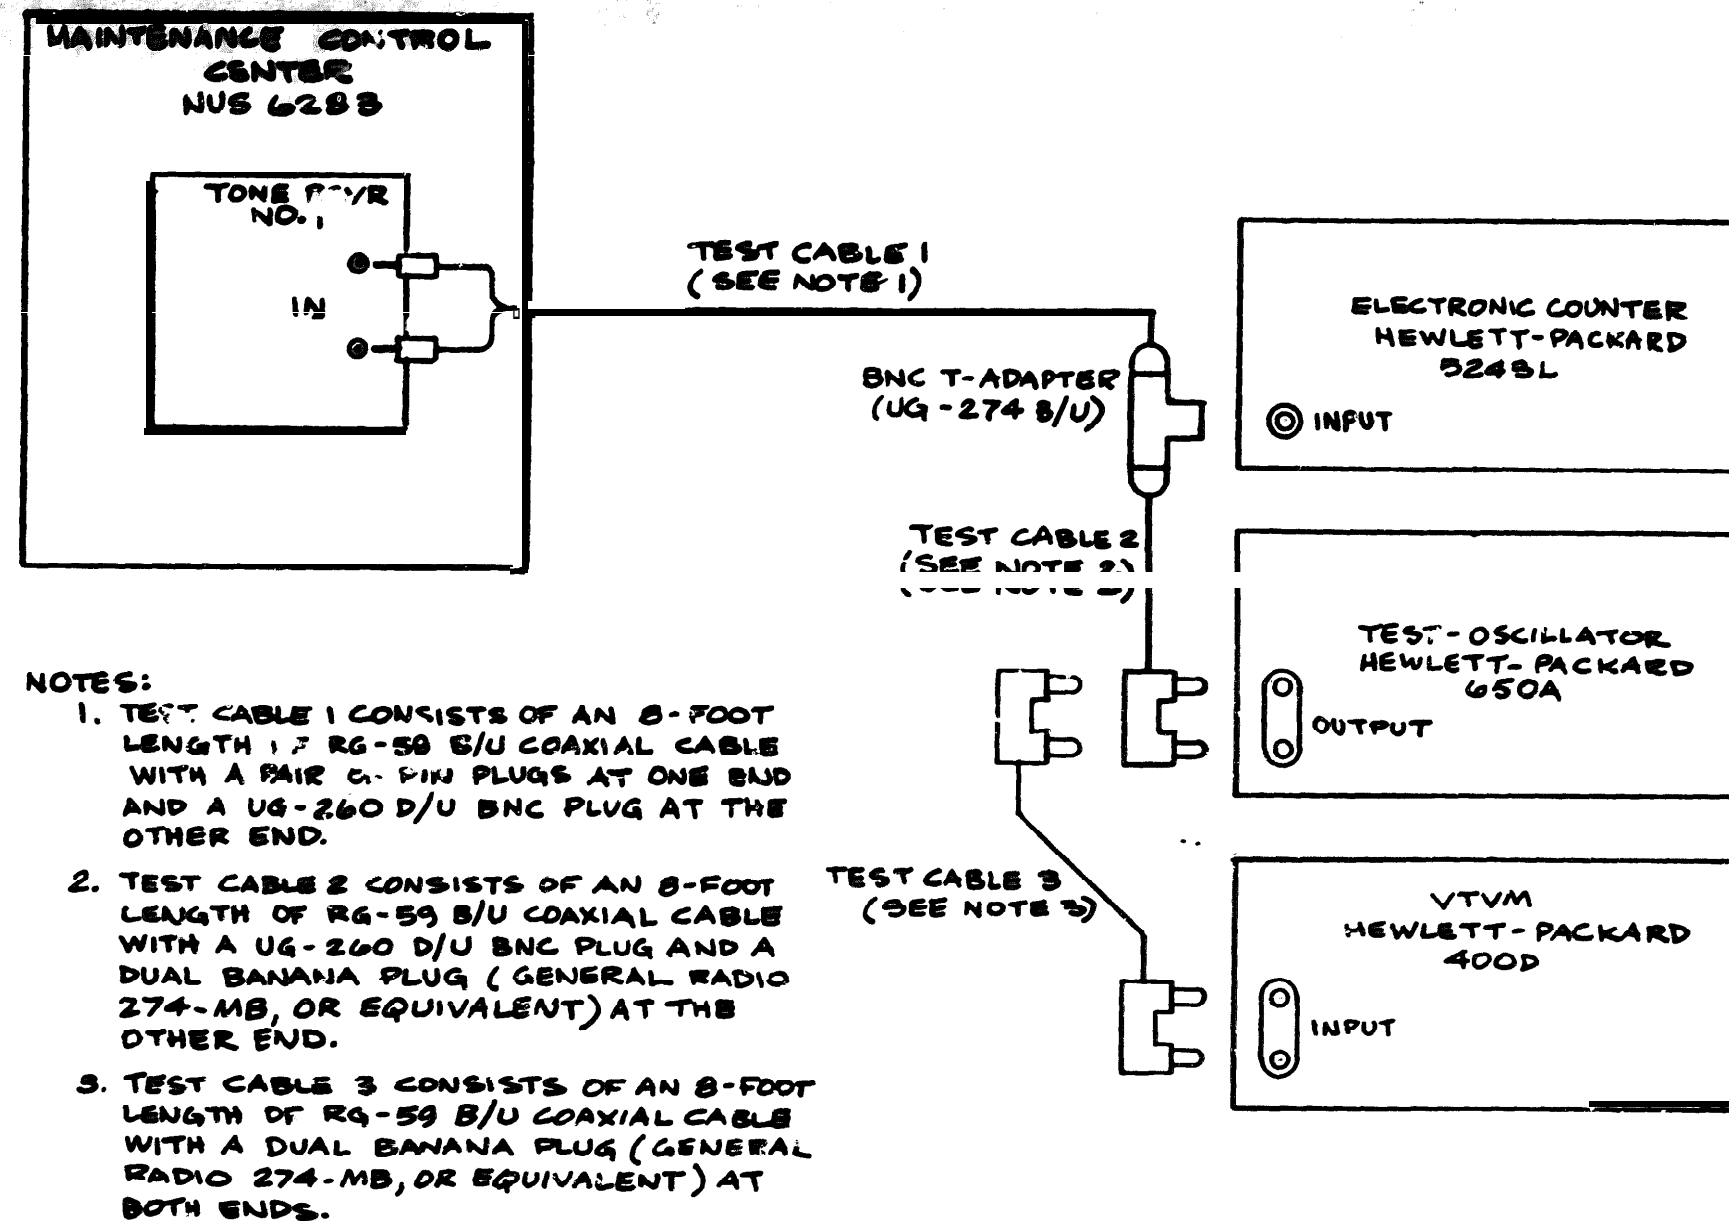 MAINTENANCE CONTROL
CENTER
NUS 6283
TONE
NO. 1
IN
TEST CABLE 1
(SEE NOTE 1)
BNC T-ADAPTER
(UG-274 B/U)
ELECTRONIC COUNTER
HEWLETT-PACKARD
524BL
INPUT
TEST CABLE 2
(SEE NOTE 2)
TEST-OSCILLATOR
HEWLETT-PACKARD
650A
OUTPUT
TEST CABLE 3
(SEE NOTE 3)
VTVM
HEWLETT-PACKARD
400D
INPUT
NOTES:
1. TEST CABLE 1 CONSISTS OF AN 8-FOOT
LENGTH OF RG-59 B/U COAXIAL CABLE
WITH A PAIR OF PIN PLUGS AT ONE END
AND A UG-260 D/U BNC PLUG AT THE
OTHER END.
2. TEST CABLE 2 CONSISTS OF AN 8-FOOT
LENGTH OF RG-59 B/U COAXIAL CABLE
WITH A UG-260 D/U BNC PLUG AND A
DUAL BANANA PLUG (GENERAL RADIO
274-MB, OR EQUIVALENT) AT THE
OTHER END.
3. TEST CABLE 3 CONSISTS OF AN 8-FOOT
LENGTH OF RG-59 B/U COAXIAL CABLE
WITH A DUAL BANANA PLUG (GENERAL
RADIO 274-MB, OR EQUIVALENT) AT
BOTH ENDS.